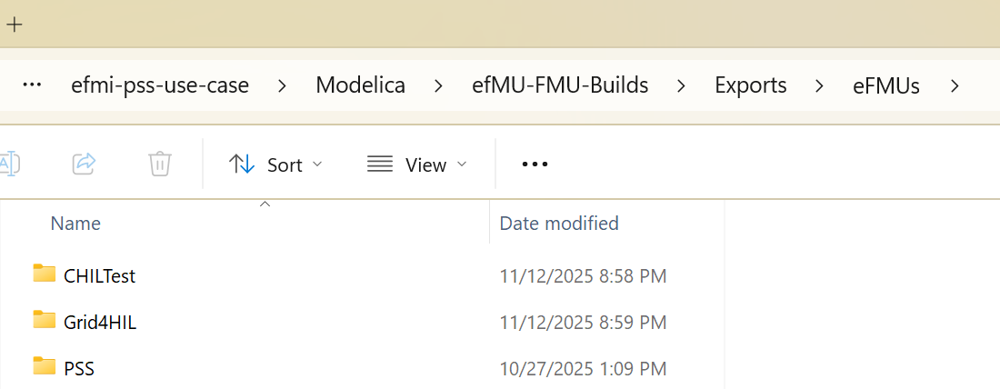 efmi-pss-use-case > Modelica > efMU-FMU-Builds > Exports > eFMUs >
Sort View
Name Date modified
CHILTest 11/12/2025 8:58 PM
Grid4HIL 11/12/2025 8:59 PM
PSS 10/27/2025 1:09 PM